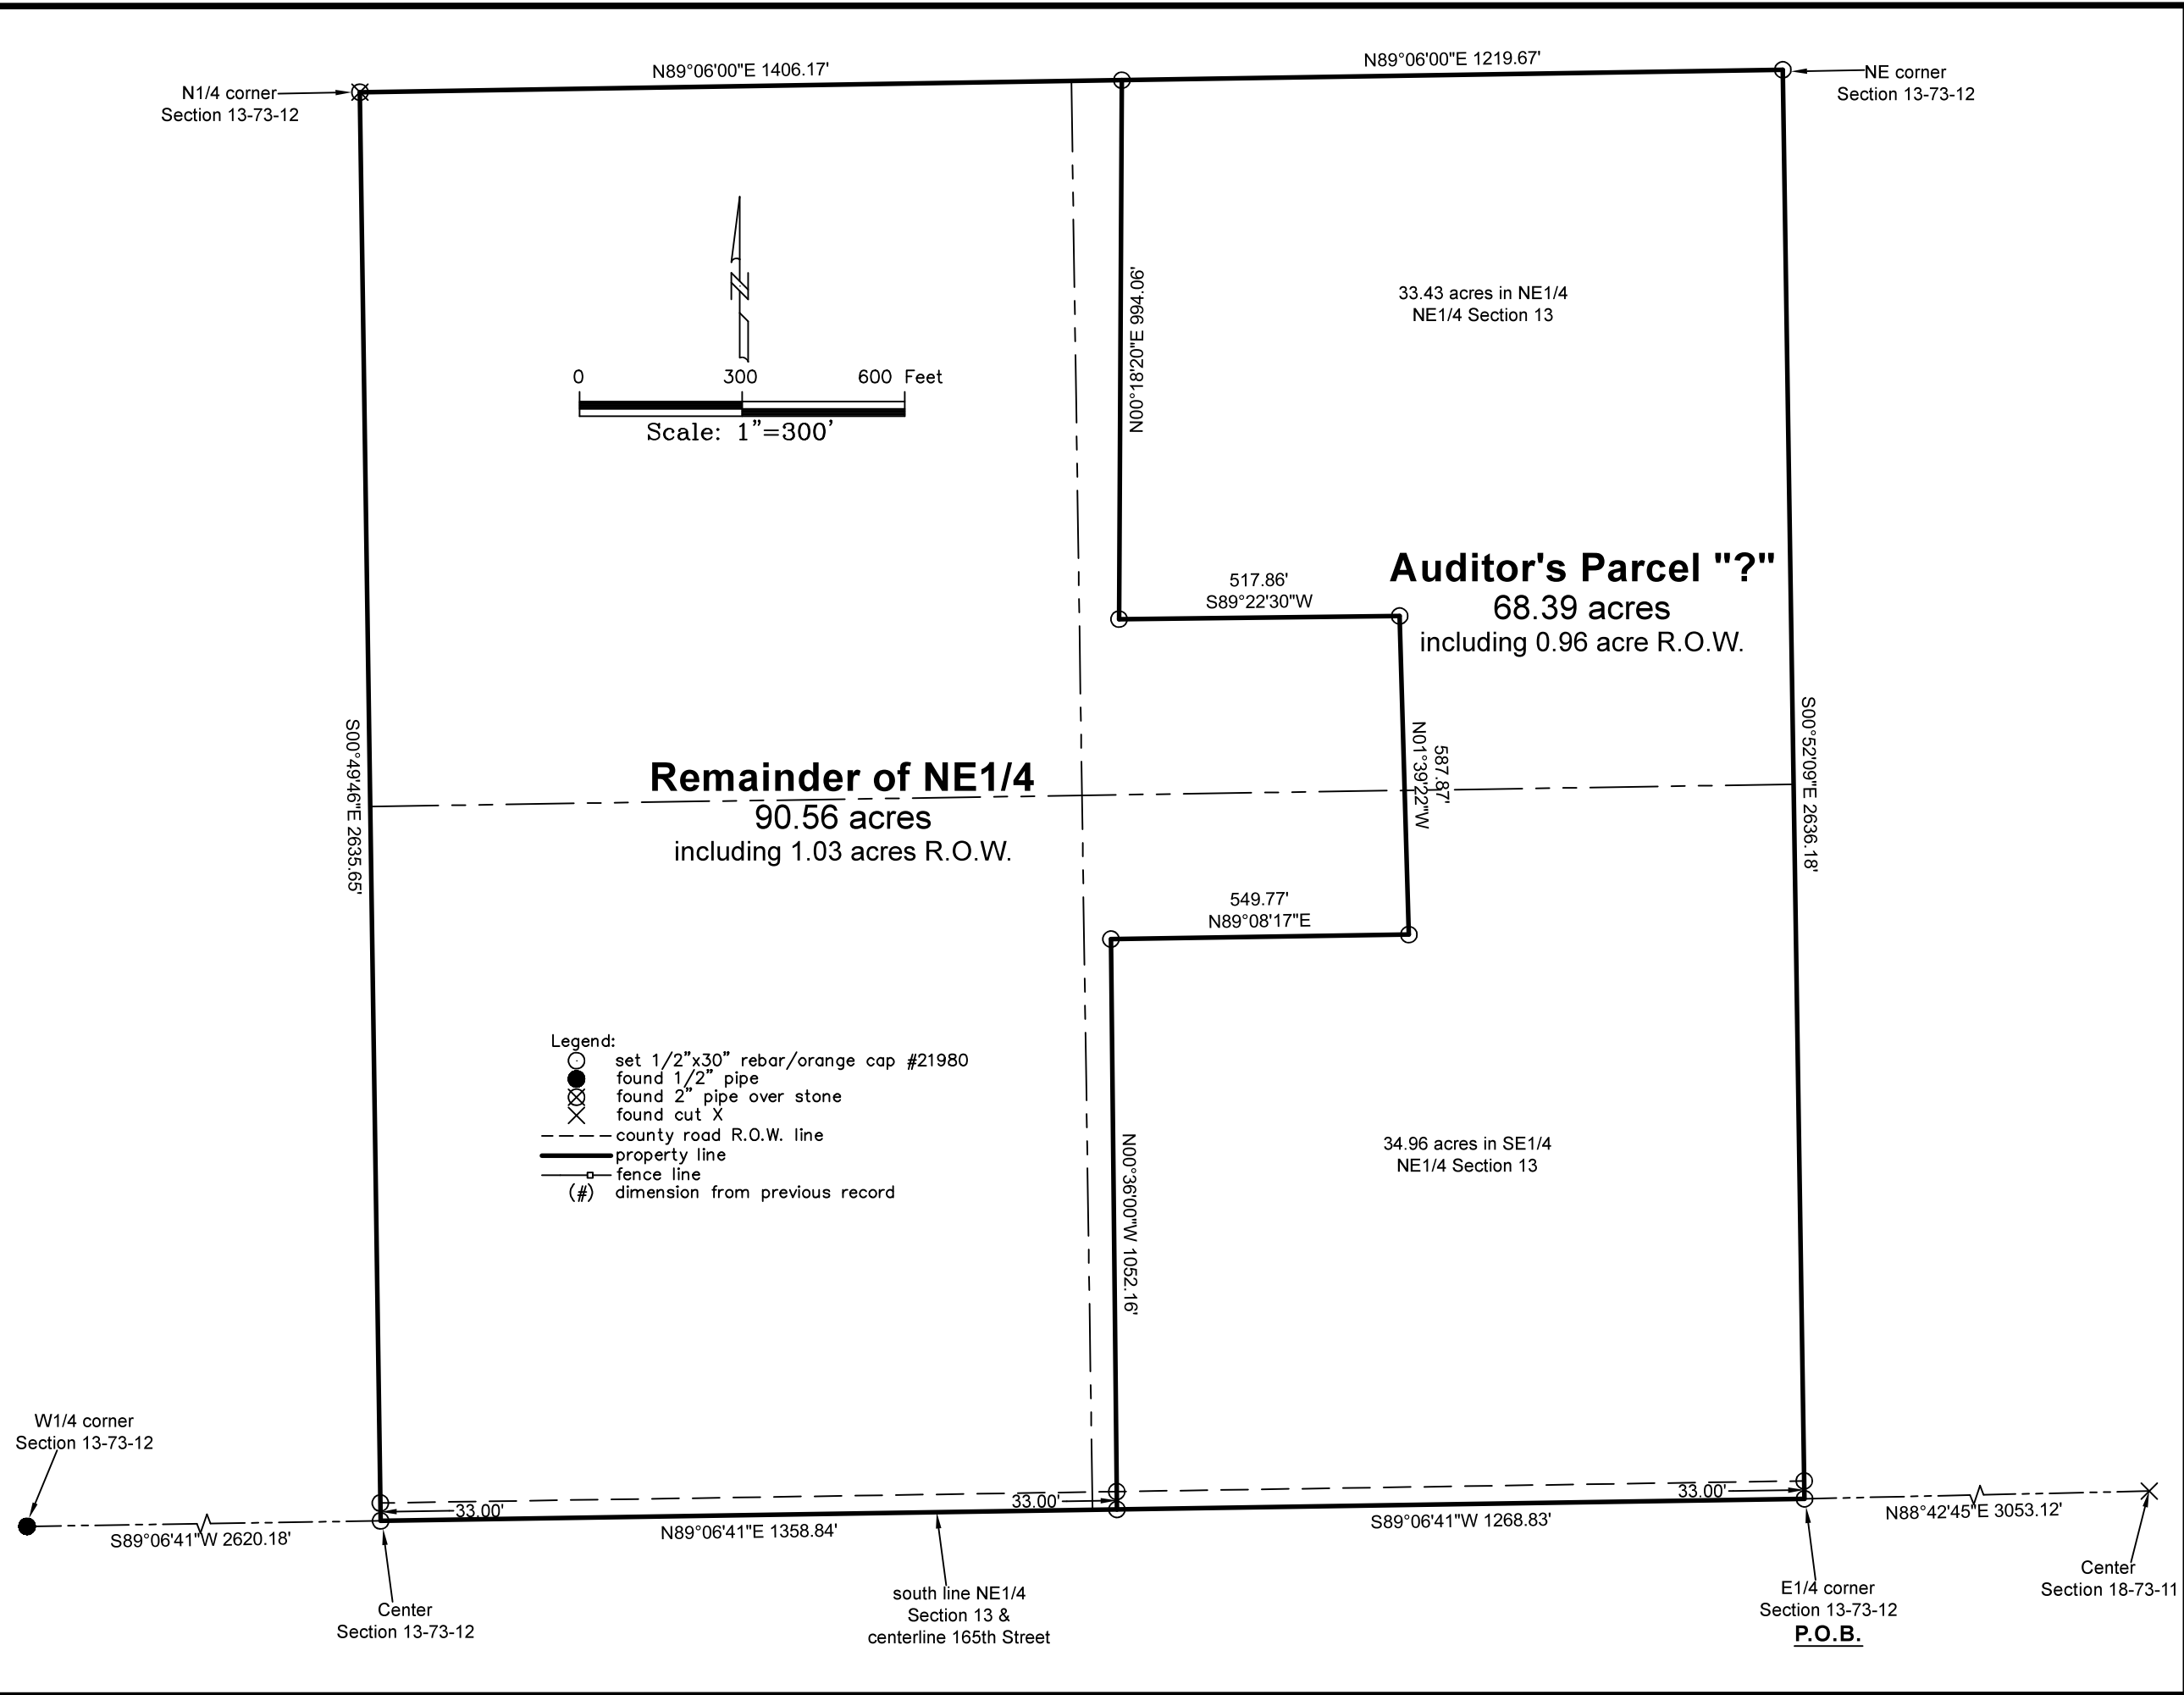 N89°06'00"E 1406.17'
N89°06'00"E 1219.67'
N1/4 corner
Section 13-73-12
NE corner
Section 13-73-12
N
N00°18'20"E 994.06'
33.43 acres in NE1/4
NE1/4 Section 13
0 300 600 Feet
Scale: 1"=300'
517.86'
S89°22'30"W
Auditor's Parcel "?"
68.39 acres
including 0.96 acre R.O.W.
S00°49'46"E 2635.65'
Remainder of NE1/4
90.56 acres
including 1.03 acres R.O.W.
587.87'
N01°39'22"W
S00°52'09"E 2636.18'
549.77'
N89°08'17"E
Legend:
set 1/2"x30" rebar/orange cap #21980
found 1/2" pipe
found 2" pipe over stone
found cut X
county road R.O.W. line
property line
fence line
(#) dimension from previous record
N00°36'00"W 1052.16'
34.96 acres in SE1/4
NE1/4 Section 13
W1/4 corner
Section 13-73-12
33.00'
33.00'
33.00'
S89°06'41"W 2620.18'
N89°06'41"E 1358.84'
S89°06'41"W 1268.83'
N88°42'45"E 3053.12'
Center
Section 13-73-12
south line NE1/4
Section 13 &
centerline 165th Street
E1/4 corner
Section 13-73-12
P.O.B.
Center
Section 18-73-11